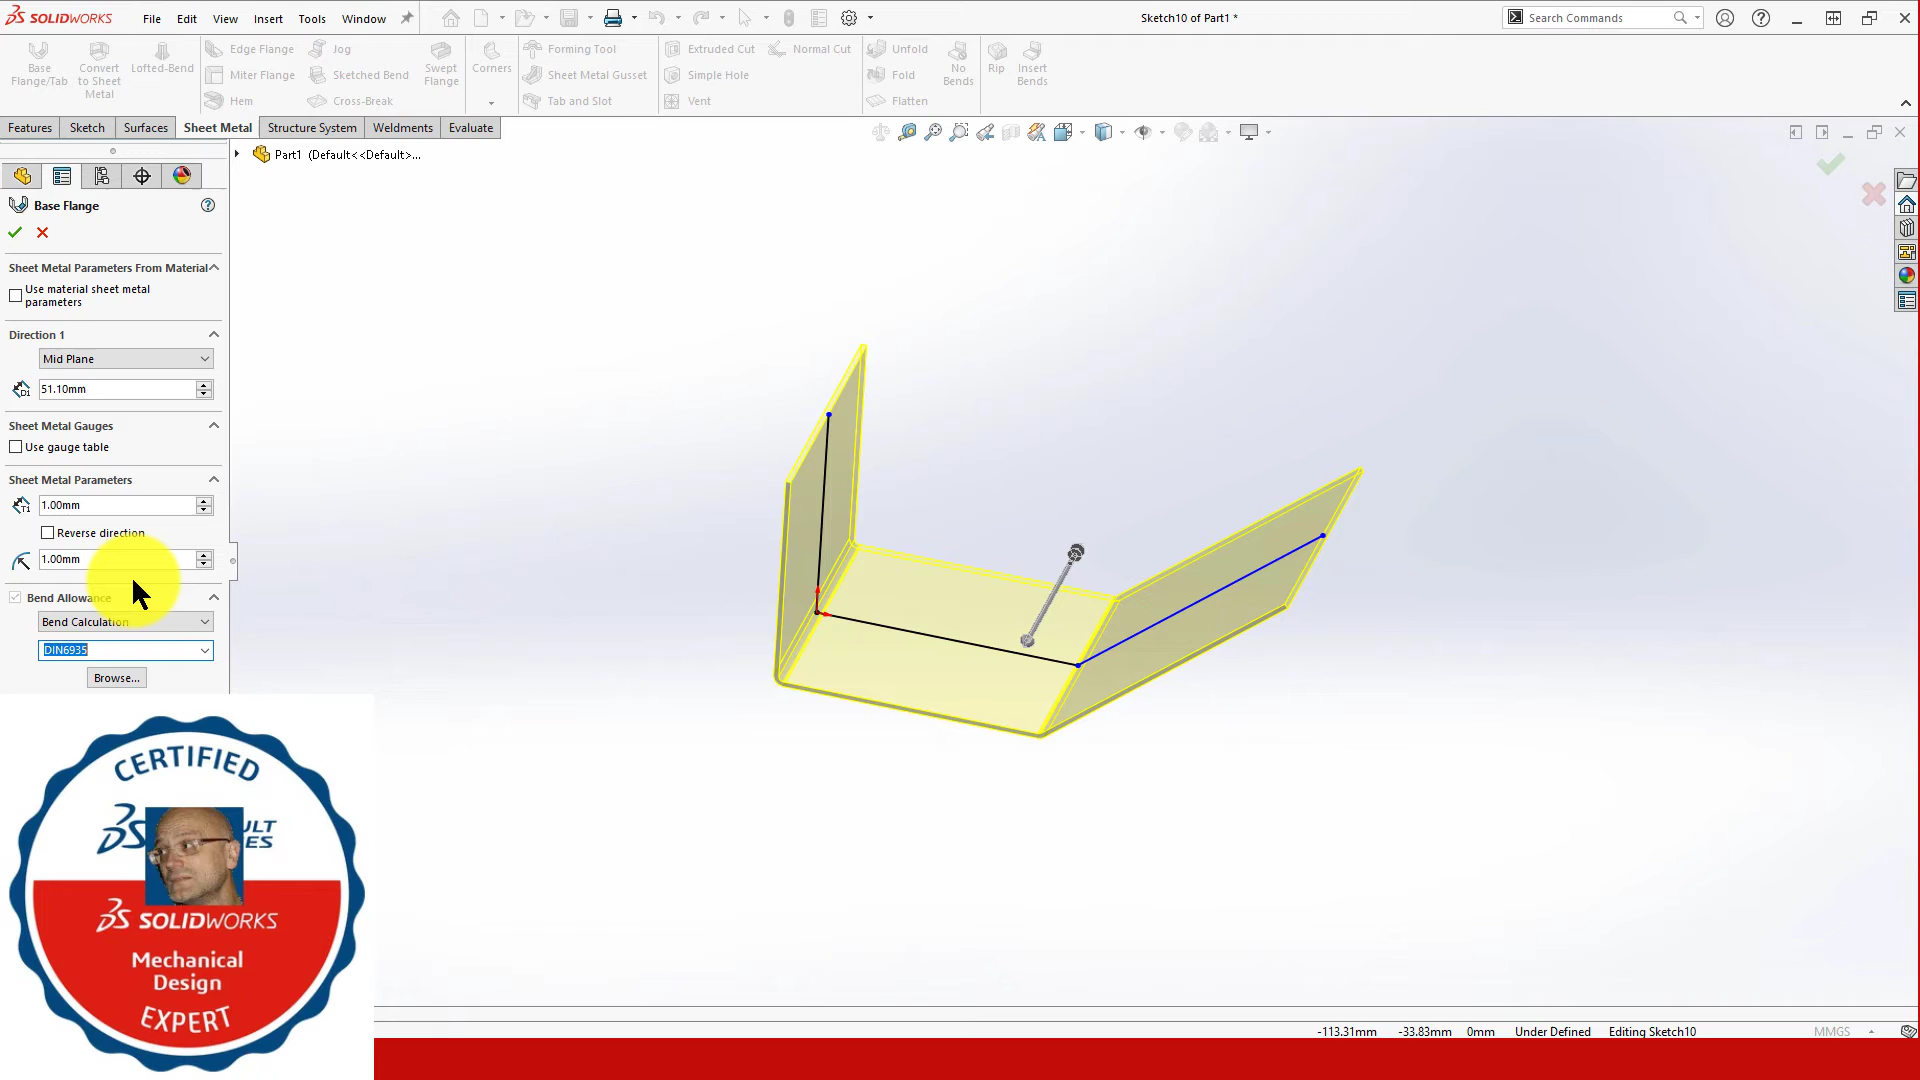 SOLIDWORKS File Edit View Insert Tools Window
Sketch10 of Part1 *
Search Commands
Base Flange/Tab
Convert to Sheet Metal
Lofted-Bend
Edge Flange
Miter Flange
Hem
Jog
Sketched Bend
Cross-Break
Swept Flange
Corners
Forming Tool
Sheet Metal Gusset
Tab and Slot
Extruded Cut
Simple Hole
Vent
Normal Cut
Unfold
Fold
Flatten
No Bends
Rip
Insert Bends
Features Sketch Surfaces Sheet Metal Structure System Weldments Evaluate
Part1 (Default<<Default>...
Base Flange
Sheet Metal Parameters From Material
Use material sheet metal
parameters
Direction 1
Mid Plane
D1
51.10mm
Sheet Metal Gauges
Use gauge table
Sheet Metal Parameters
T1
1.00mm
Reverse direction
1.00mm
Bend Allowance
Bend Calculation
DIN6935
Browse...
CERTIFIED
SOLIDWORKS
Mechanical
Design
EXPERT
-113.31mm -33.83mm 0mm Under Defined Editing Sketch10 MMGS